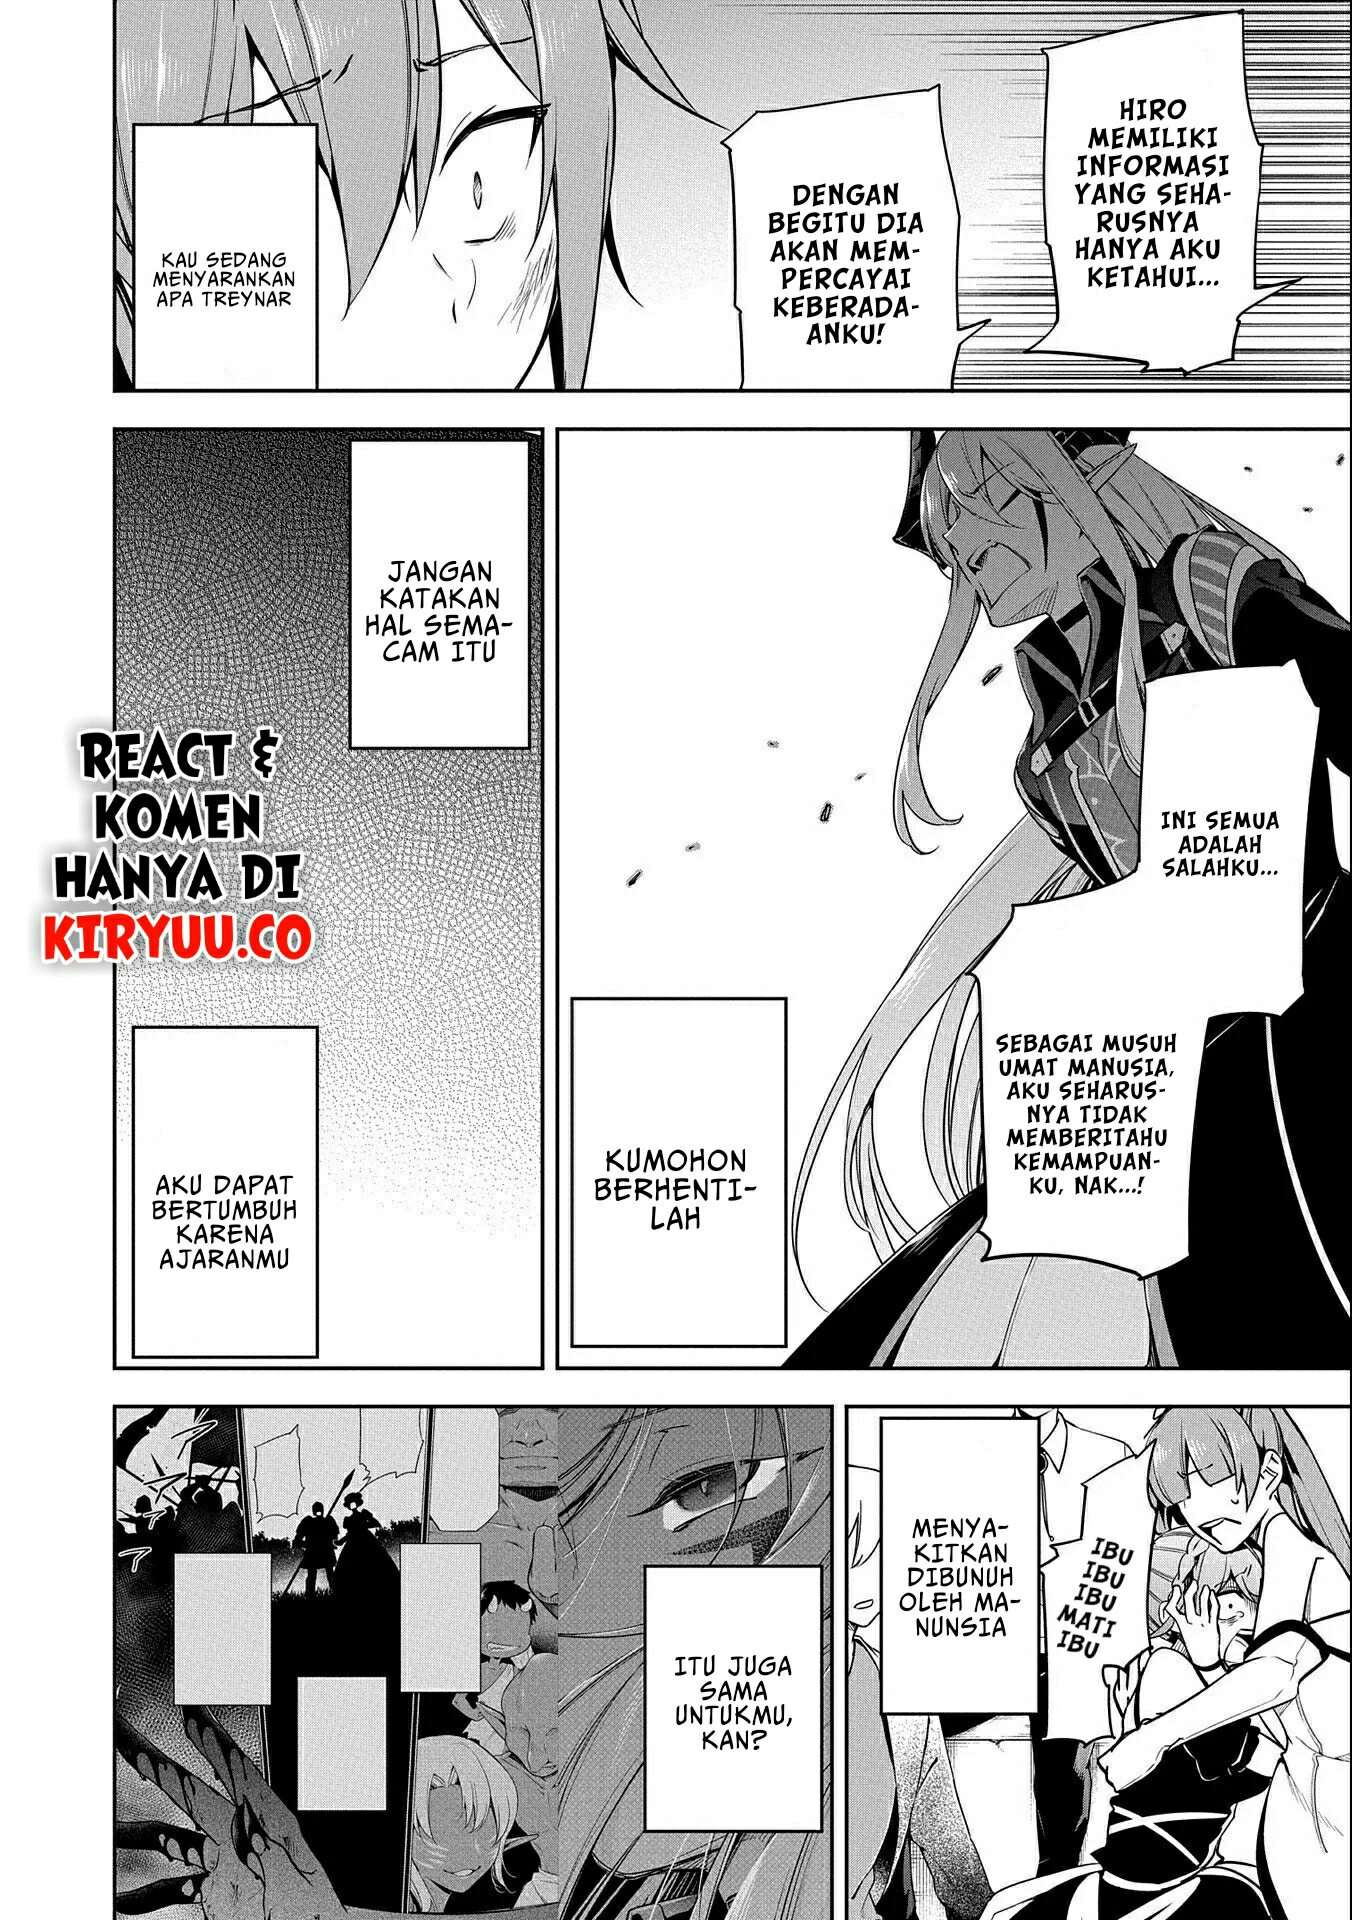 HIRO
MEMILIKI
INFORMASI
YANG SEHA-
RUSNYA
HANYA AKU
KETAHUI...
DENGAN
BEGITU DIA
AKAN MEM-
PERCAYAI
KEBERADA-
ANKU!
KAU SEDANG
MENYARANKAN
APA TREYNAR
INI SEMUA
ADALAH
SALAHKU...
SEBAGAI MUSUH
UMAT MANUSIA,
AKU SEHARUS-
NYA TIDAK
MEMBERITAHU
KEMAMPUAN-
KU, NAK...!
KUMOHON
BERHENTI-
LAH
JANGAN
KATAKAN
HAL SEMA-
CAM ITU
REACT &
KOMEN
HANYA DI
KIRYUU.CO
AKU DAPAT
BERTUMBUH
KARENA
AJARANMU
IBU
IBU
IBU
MATI
IBU
MENYA-
KITKAN
DIBUNUH
OLEH MA-
NUNSIA
ITU JUGA
SAMA
UNTUKMU,
KAN?